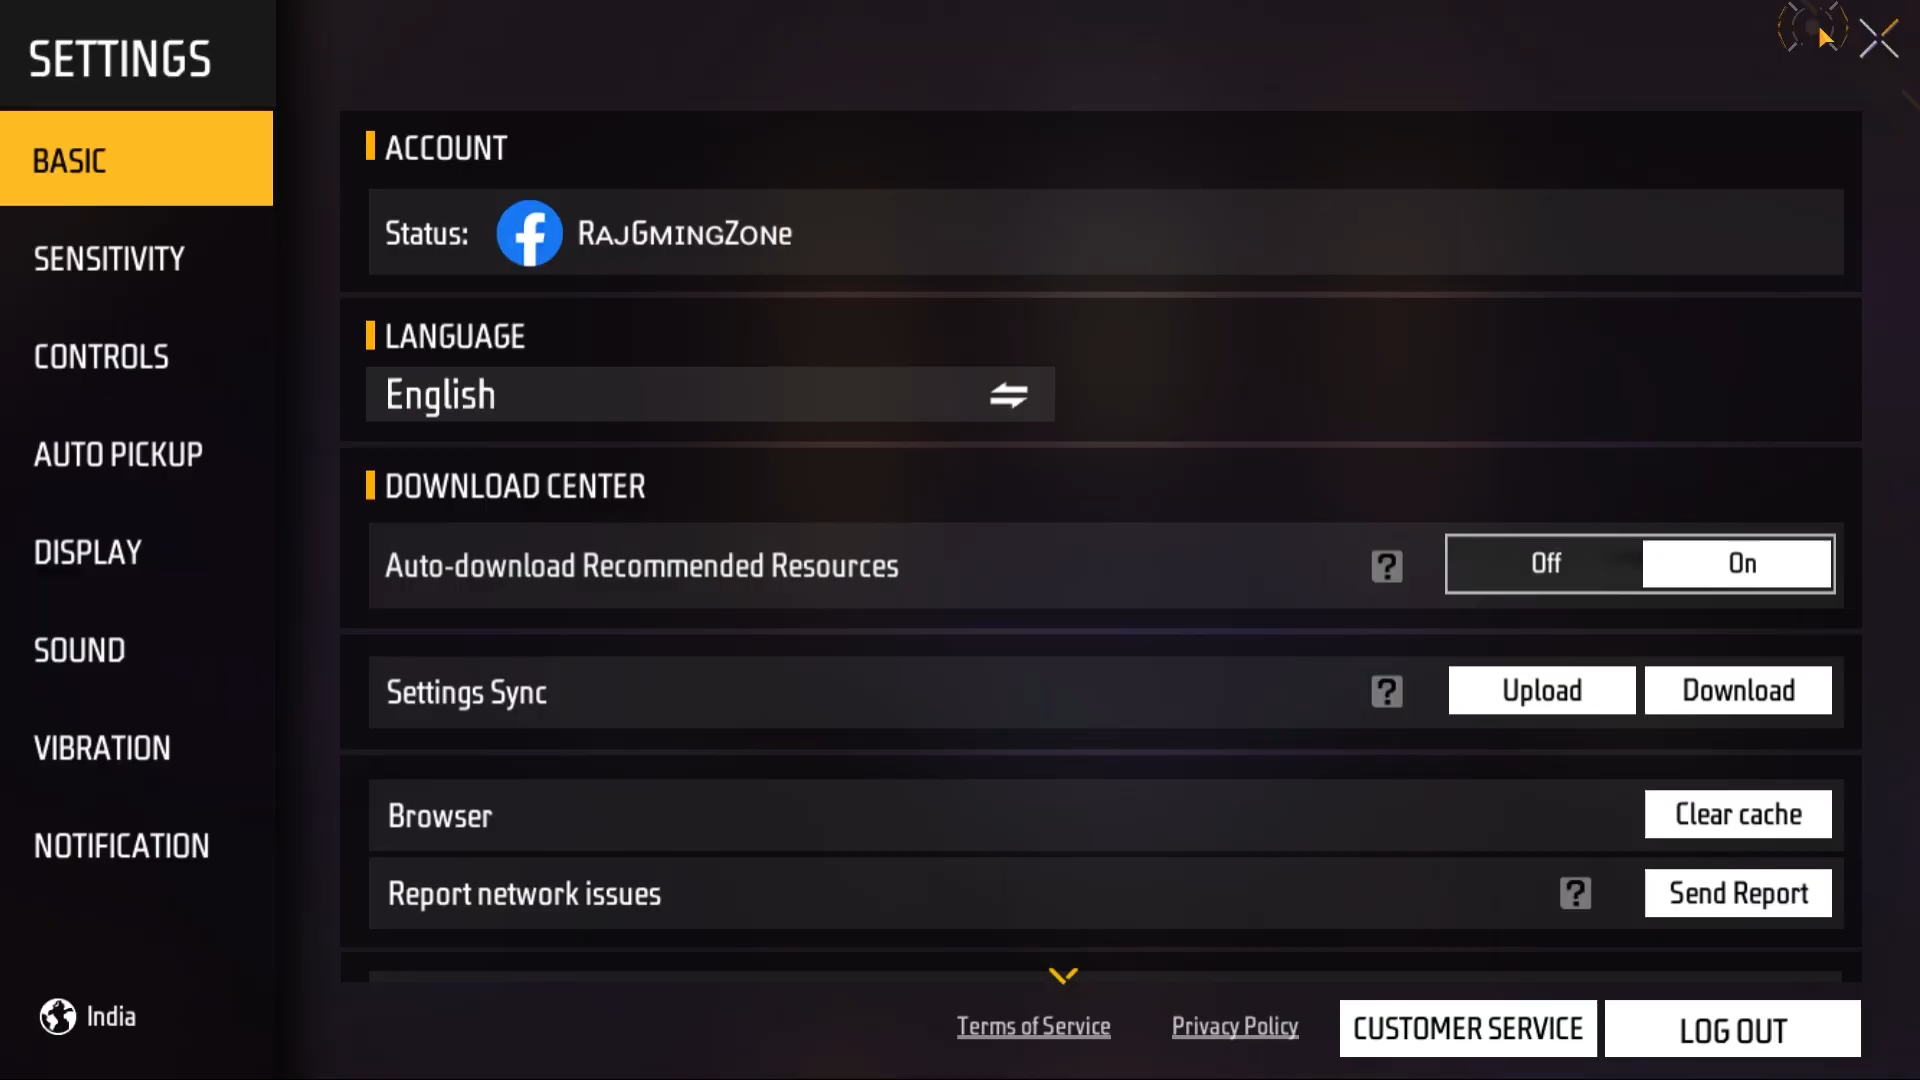 SETTINGS
BASIC
SENSITIVITY
CONTROLS
AUTO PICKUP
DISPLAY
SOUND
VIBRATION
NOTIFICATION
India
ACCOUNT
Status: RᴀᴊGᴍɪɴɢZᴏɴe
LANGUAGE
English
DOWNLOAD CENTER
Auto-download Recommended Resources ? Off On
Settings Sync ? Upload Download
Browser Clear cache
Report network issues ? Send Report
Terms of Service Privacy Policy CUSTOMER SERVICE LOG OUT